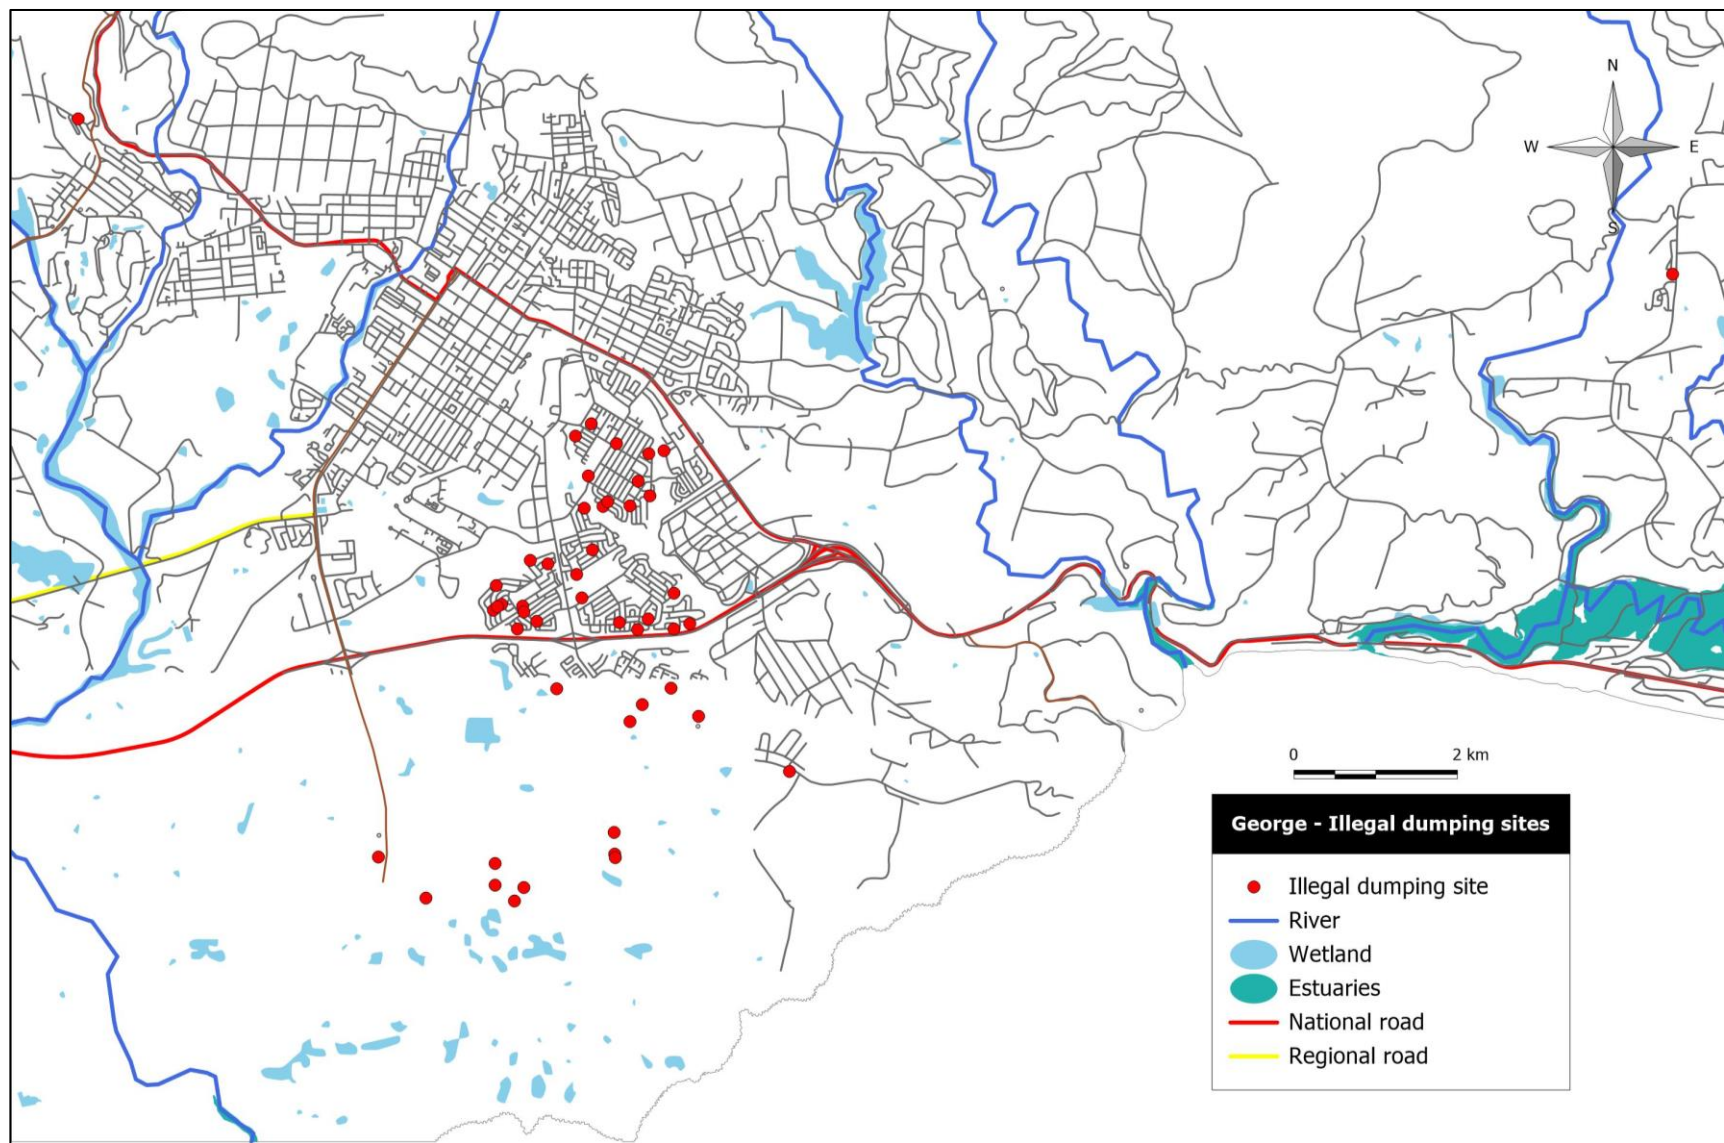 N
W E
S
0 2 km
George - Illegal dumping sites
Illegal dumping site
River
Wetland
Estuaries
National road
Regional road